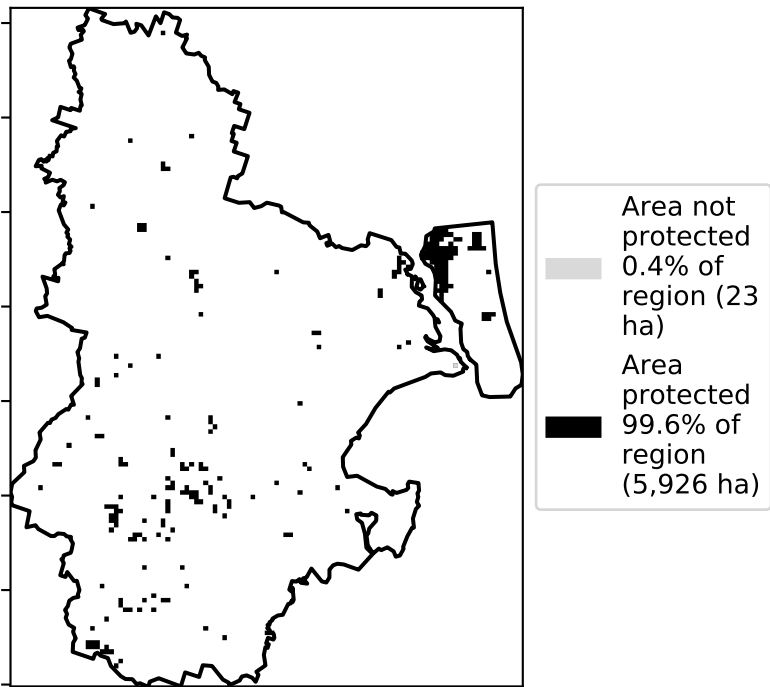 Area not
protected
0.4% of
region (23
ha)
Area
protected
99.6% of
region
(5,926 ha)